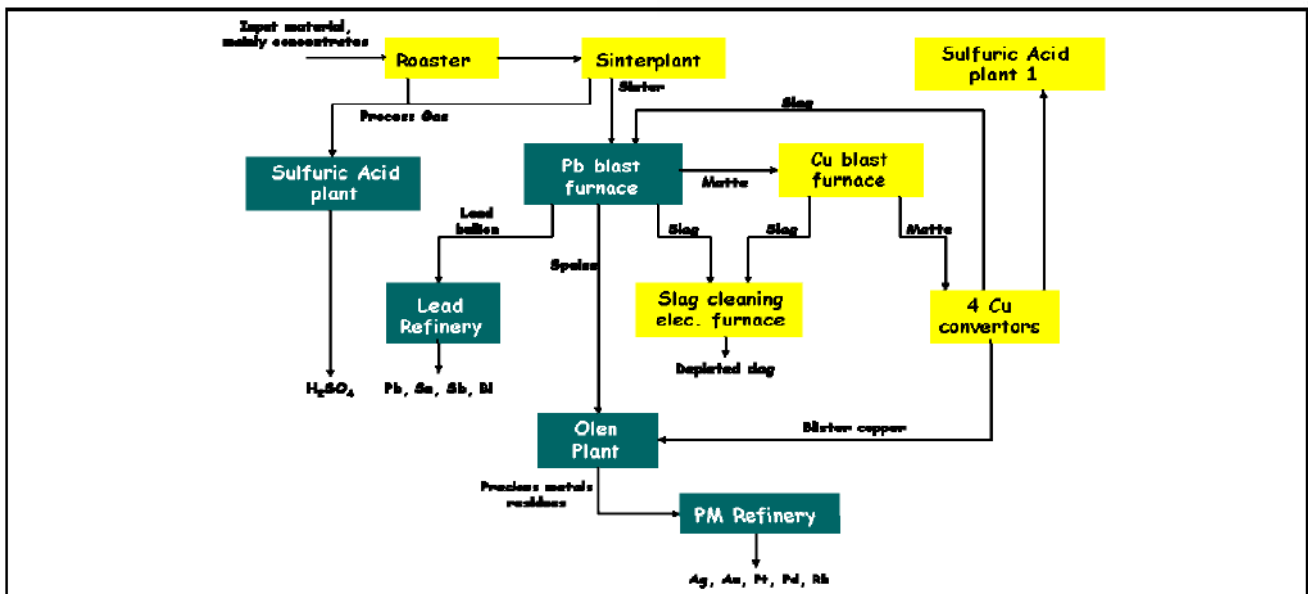 Input material,
mainly concentrates
Roaster
Sinterplant
Sulfuric Acid
plant 1
Sinter
Slag
Process Gas
Sulfuric Acid
plant
Pb blast
furnace
Matte
Cu blast
furnace
Lead
bullion
Slag
Slag
Matte
Speiss
Lead
Refinery
Slag cleaning
elec. furnace
4 Cu
convertors
Depleted slag
H₂SO₄
Pb, Sn, Sb, Bi
Olen
Plant
Blister copper
Precious metals
residues
PM Refinery
Ag, Au, Pt, Pd, Rh